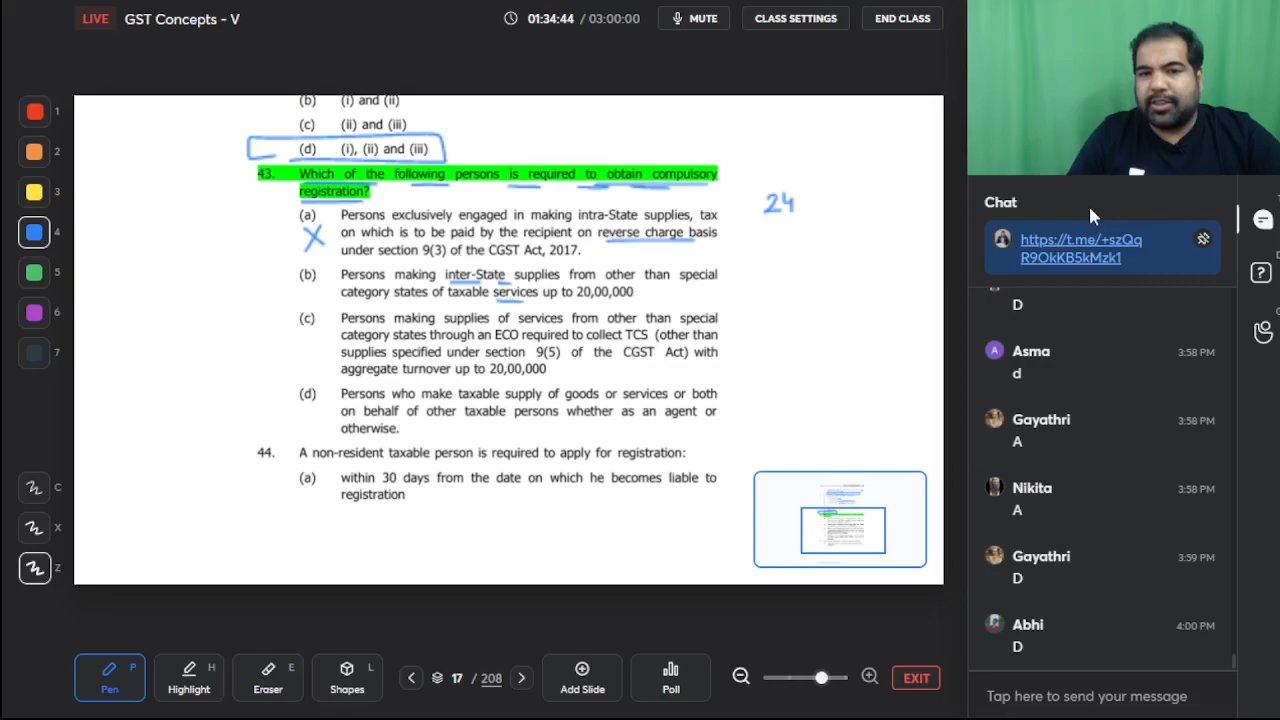 LIVE GST Concepts - V 01:34:44 / 03:00:00 MUTE CLASS SETTINGS END CLASS
1
2
3
4
5
6
7
C
X
Z
(b) (i) and (ii)
(c) (ii) and (iii)
(d) (i), (ii) and (iii)
43. Which of the following persons is required to obtain compulsory
registration?
(a) Persons exclusively engaged in making intra-State supplies, tax
on which is to be paid by the recipient on reverse charge basis
under section 9(3) of the CGST Act, 2017.
X
24
(b) Persons making inter-State supplies from other than special
category states of taxable services up to 20,00,000
(c) Persons making supplies of services from other than special
category states through an ECO required to collect TCS (other than
supplies specified under section 9(5) of the CGST Act) with
aggregate turnover up to 20,00,000
(d) Persons who make taxable supply of goods or services or both
on behalf of other taxable persons whether as an agent or
otherwise.
44. A non-resident taxable person is required to apply for registration:
(a) within 30 days from the date on which he becomes liable to
registration
Chat
https://t.me/+szQq
R9OkKB5kMzk1
D
A Asma 3:58 PM
d
Gayathri 3:58 PM
A
Nikita 3:58 PM
A
Gayathri 3:59 PM
D
Abhi 4:00 PM
D
Tap here to send your message
P H E L
Pen Highlight Eraser Shapes 17 / 208 Add Slide Poll EXIT